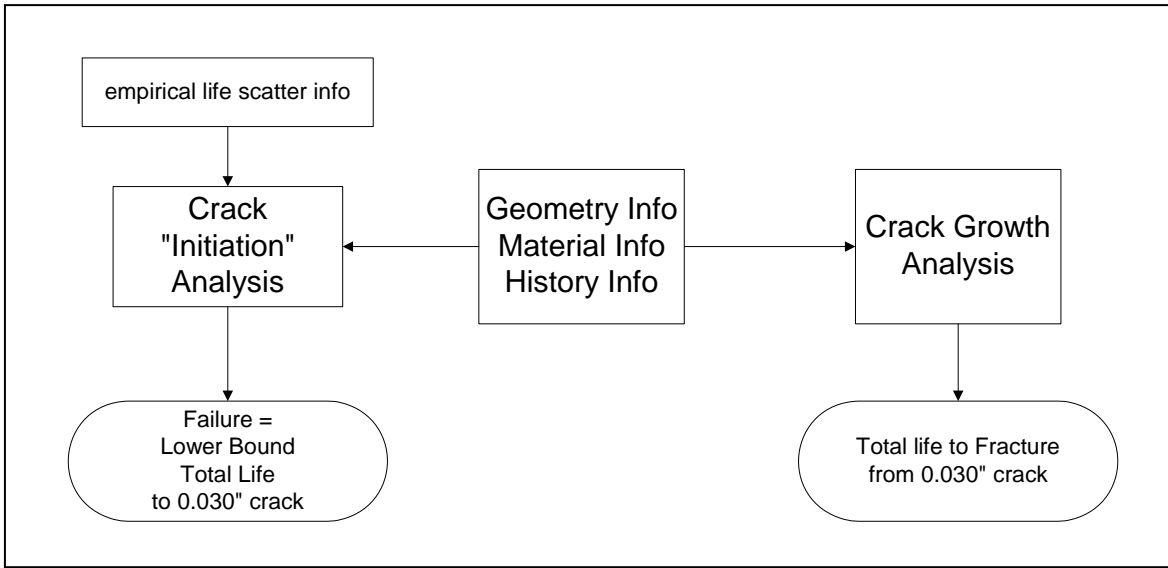 empirical life scatter info
Crack
"Initiation"
Analysis
Geometry Info
Material Info
History Info
Crack Growth
Analysis
Failure =
Lower Bound
Total Life
to 0.030" crack
Total life to Fracture
from 0.030" crack